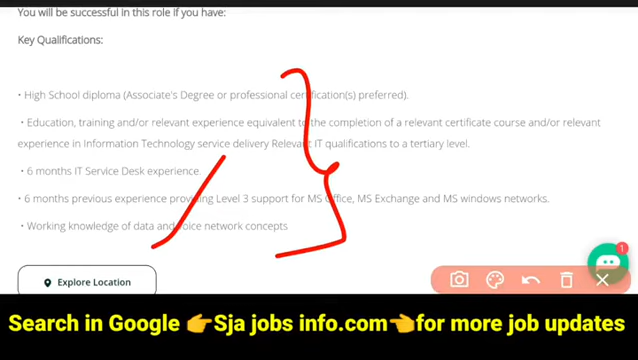 You will be successful in this role if you have:
Key Qualifications:
• High School diploma (Associate's Degree or professional certification(s) preferred).
• Education, training and/or relevant experience equivalent to the completion of a relevant certificate course and/or relevant
experience in Information Technology service delivery Relevant IT qualifications to a tertiary level.
• 6 months IT Service Desk experience.
• 6 months previous experience providing Level 3 support for MS Office, MS Exchange and MS windows networks.
• Working knowledge of data and voice network concepts
Explore Location
1
Search in Google 👉Sja jobs info.com👈for more job updates